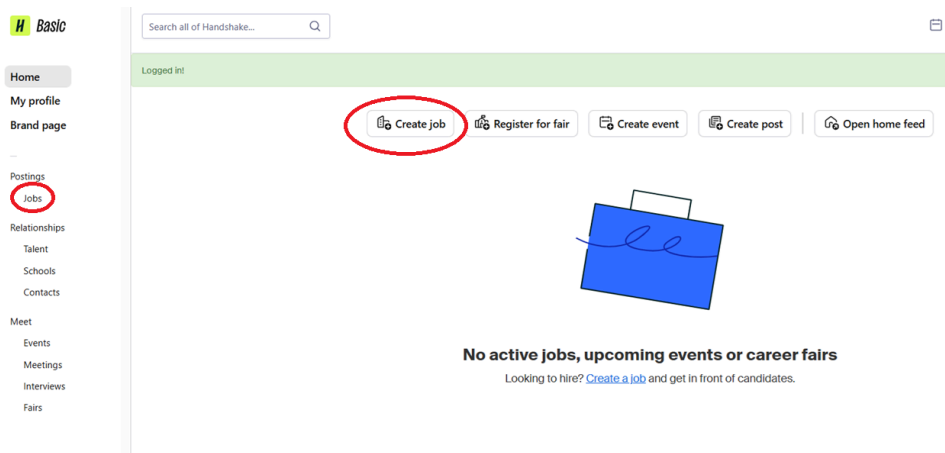 H Basic
Search all of Handshake...
Home
My profile
Brand page
Logged in!
Create job
Register for fair
Create event
Create post
Open home feed
Postings
Jobs
Relationships
Talent
Schools
Contacts
Meet
Events
Meetings
Interviews
Fairs
No active jobs, upcoming events or career fairs
Looking to hire? Create a job and get in front of candidates.